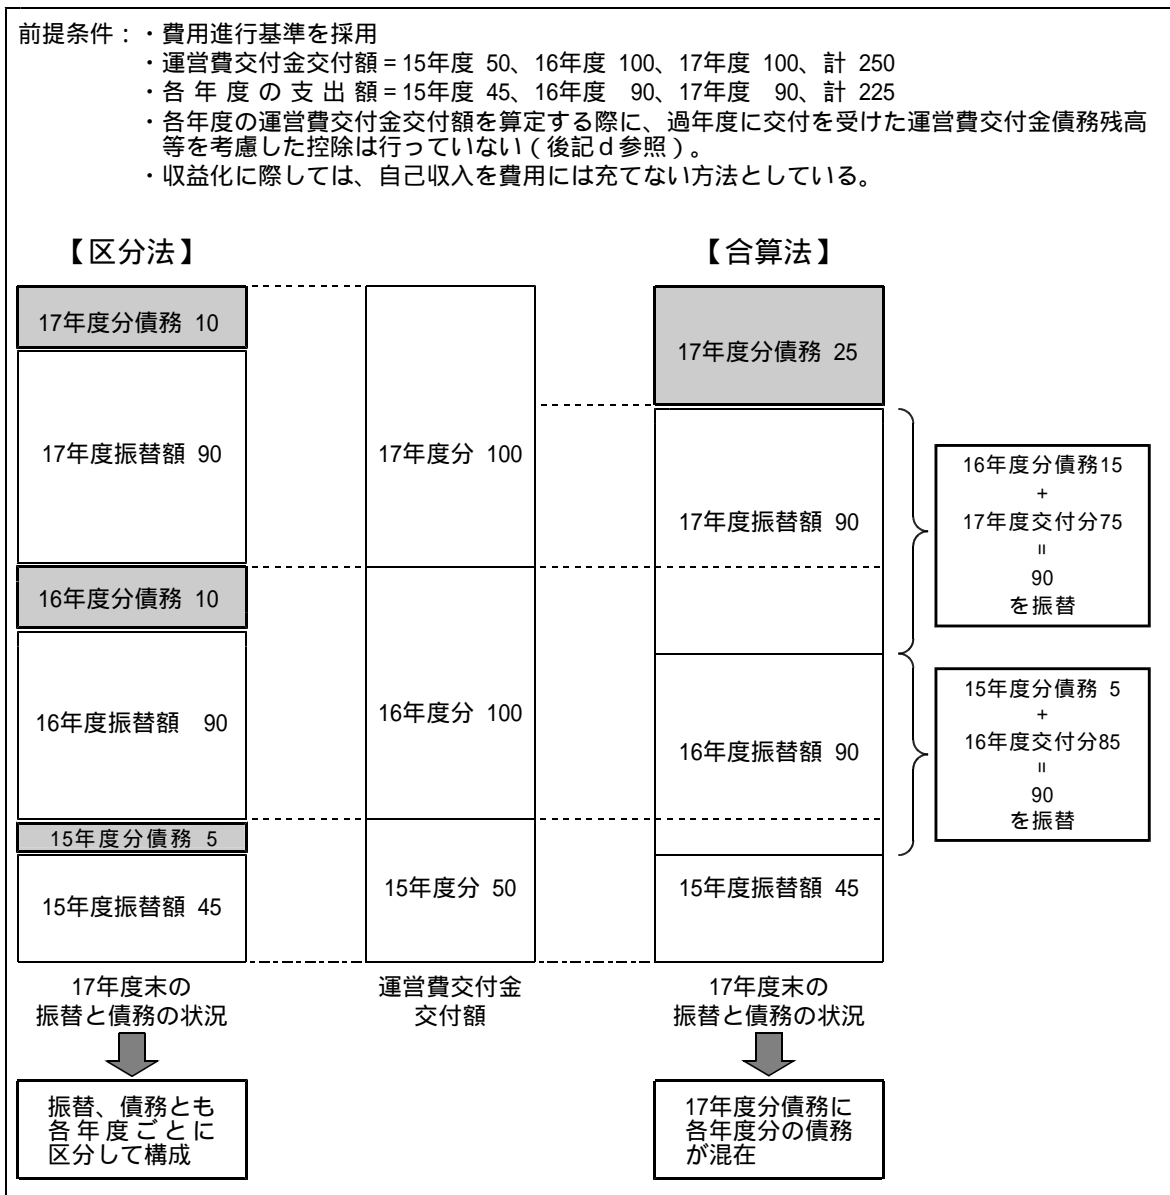 前提条件：・費用進行基準を採用
・運営費交付金交付額＝15年度 50、16年度 100、17年度 100、計 250
・各 年 度 の 支 出 額＝15年度 45、16年度 90、17年度 90、計 225
・各年度の運営費交付金交付額を算定する際に、過年度に交付を受けた運営費交付金債務残高
等を考慮した控除は行っていない（後記ｄ参照）。
・収益化に際しては、自己収入を費用には充てない方法としている。
【区分法】
17年度分債務 10
17年度振替額 90
16年度分債務 10
16年度振替額 90
15年度分債務 5
15年度振替額 45
17年度末の
振替と債務の状況
振替、債務とも
各 年 度 ご と に
区分して構成
17年度分 100
16年度分 100
15年度分 50
運営費交付金
交付額
【合算法】
17年度分債務 25
17年度振替額 90
16年度振替額 90
15年度振替額 45
17年度末の
振替と債務の状況
17年度分債務に
各年度分の債務
が混在
16年度分債務15
+
17年度交付分75
＝
90
を振替
15年度分債務 5
+
16年度交付分85
＝
90
を振替